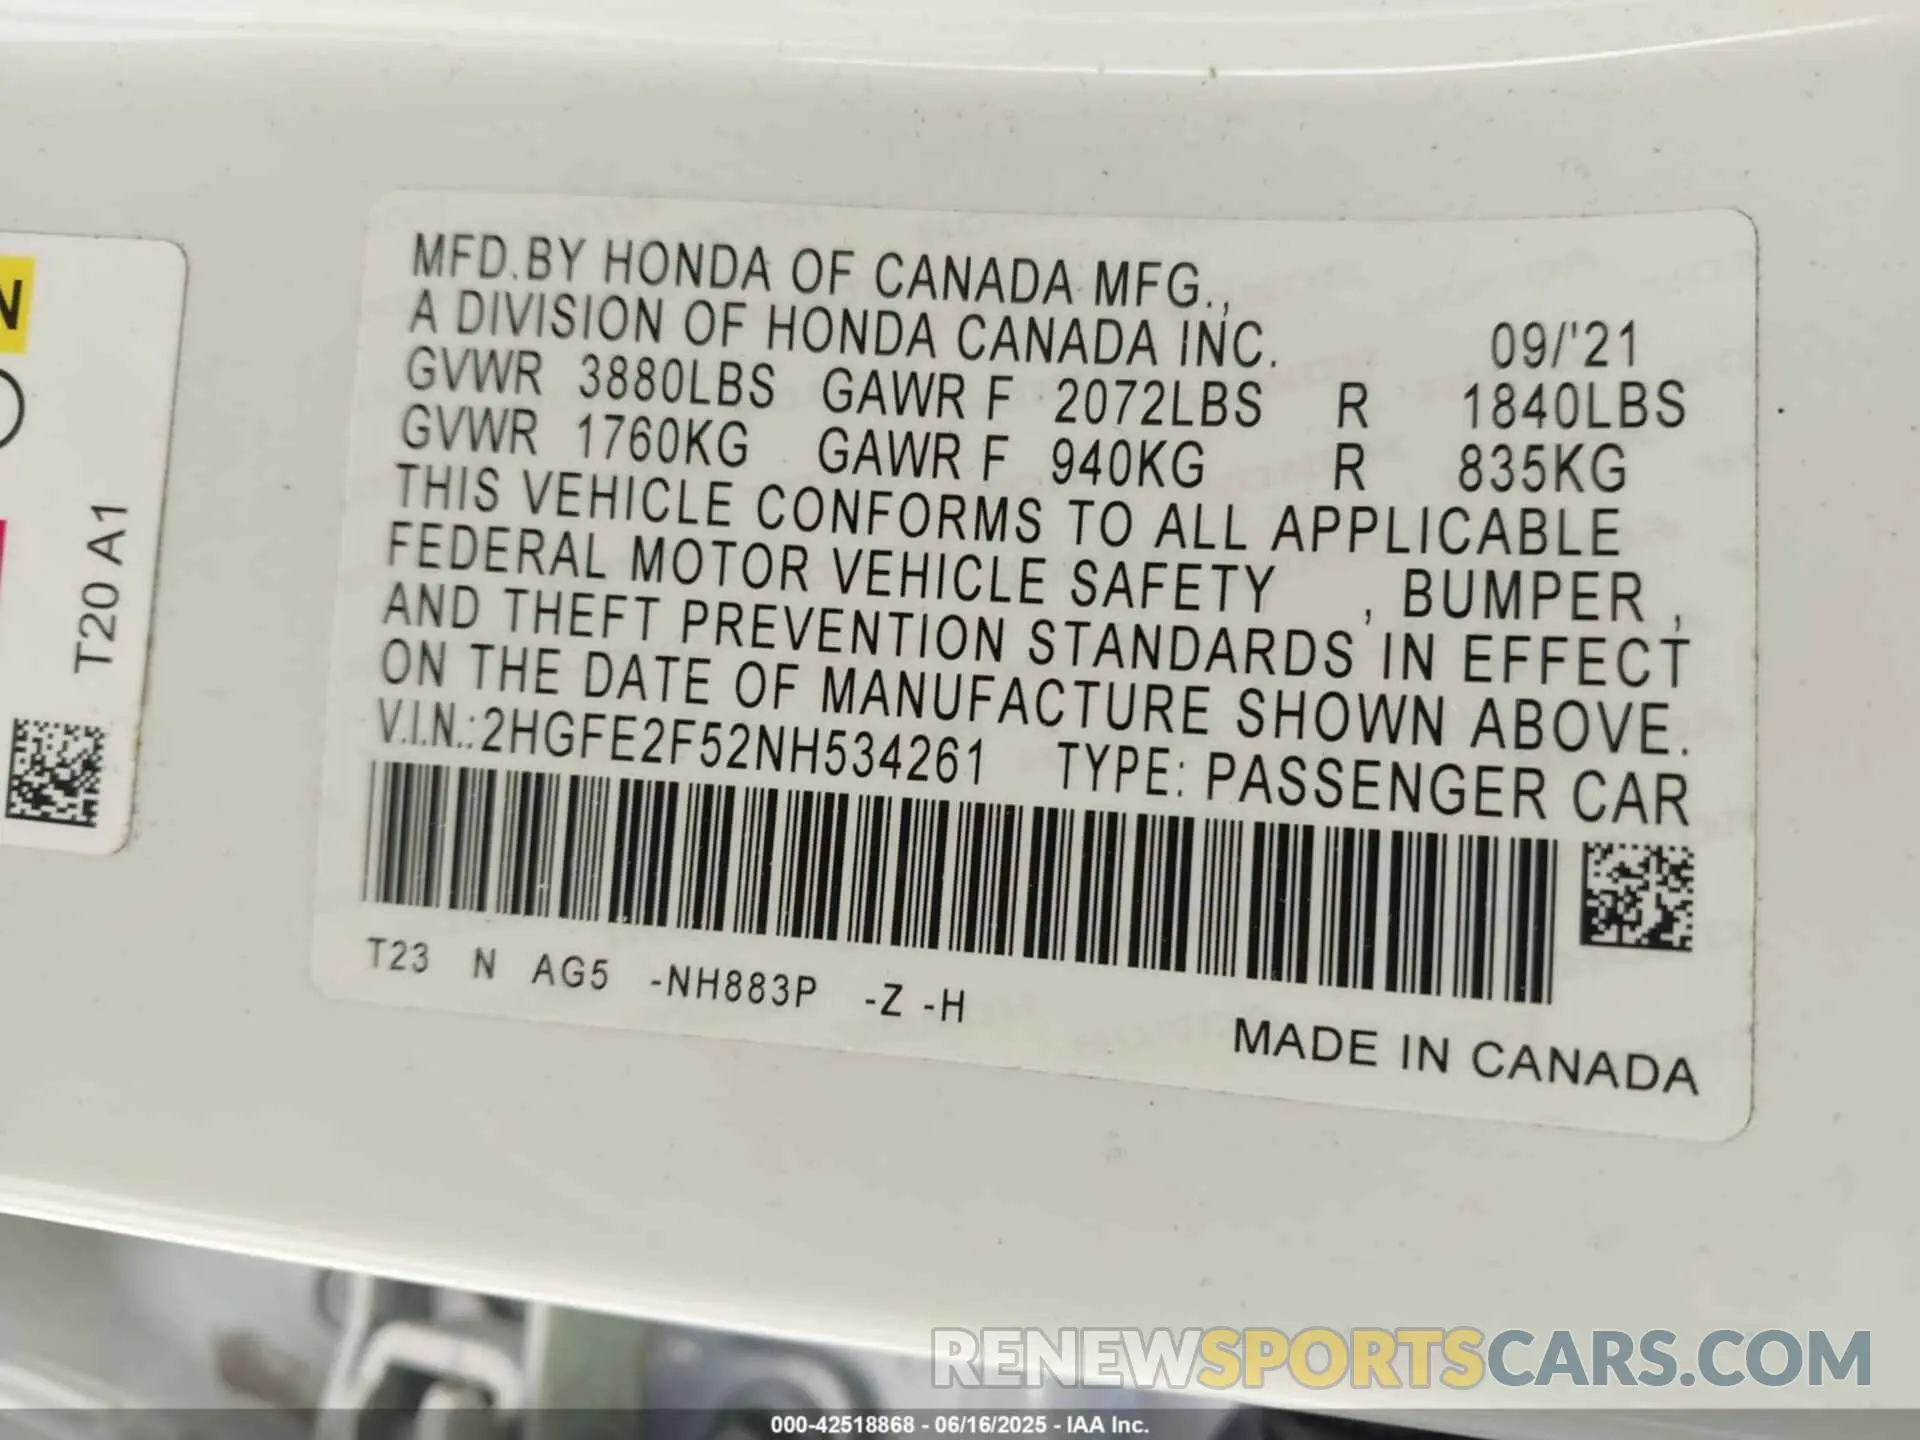 MFD.BY HONDA OF CANADA MFG.,
A DIVISION OF HONDA CANADA INC. 09/'21
GVWR 3880LBS GAWR F 2072LBS R 1840LBS
GVWR 1760KG GAWR F 940KG R 835KG
THIS VEHICLE CONFORMS TO ALL APPLICABLE
FEDERAL MOTOR VEHICLE SAFETY , BUMPER ,
AND THEFT PREVENTION STANDARDS IN EFFECT
ON THE DATE OF MANUFACTURE SHOWN ABOVE.
V.I.N.:2HGFE2F52NH534261 TYPE: PASSENGER CAR
T23 N AG5 -NH883P -Z -H
MADE IN CANADA
N
T20 A1
RENEWSPORTSCARS.COM
000-42518868 - 06/16/2025 - IAA Inc.